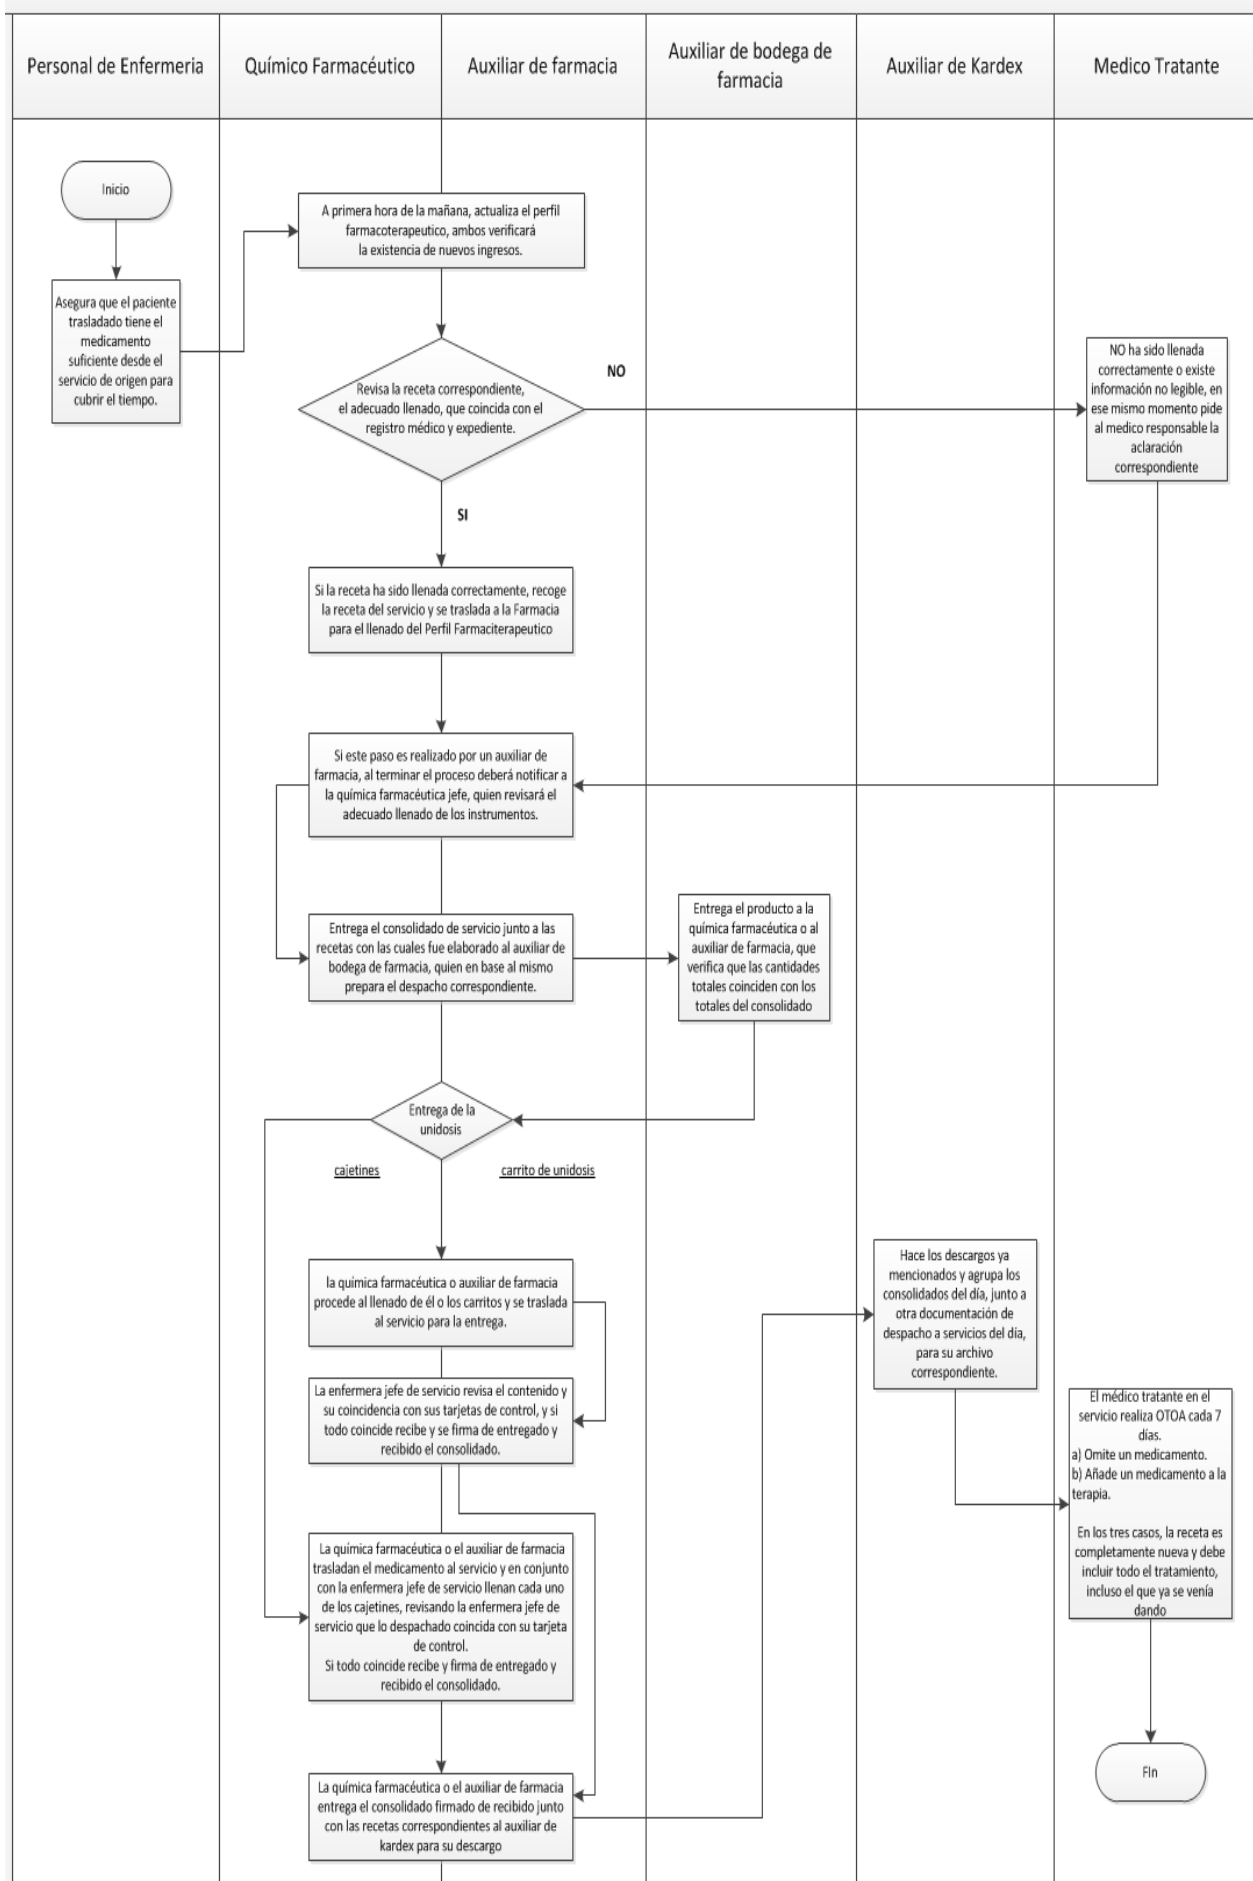 Personal de Enfermeria
Químico Farmacéutico
Auxiliar de farmacia
Auxiliar de bodega de
farmacia
Auxiliar de Kardex
Medico Tratante
Inicio
Asegura que el paciente
trasladado tiene el
medicamento
suficiente desde el
servicio de origen para
cubrir el tiempo.
A primera hora de la mañana, actualiza el perfil
farmacoterapeutico, ambos verificará
la existencia de nuevos ingresos.
Revisa la receta correspondiente,
el adecuado llenado, que coincida con el
registro médico y expediente.
NO
NO ha sido llenada
correctamente o existe
información no legible, en
ese mismo momento pide
al medico responsable la
aclaración
correspondiente
SI
Si la receta ha sido llenada correctamente, recoge
la receta del servicio y se traslada a la Farmacia
para el llenado del Perfil Farmaciterapeutico
Si este paso es realizado por un auxiliar de
farmacia, al terminar el proceso deberá notificar a
la química farmacéutica jefe, quien revisará el
adecuado llenado de los instrumentos.
Entrega el consolidado de servicio junto a las
recetas con las cuales fue elaborado al auxiliar de
bodega de farmacia, quien en base al mismo
prepara el despacho correspondiente.
Entrega el producto a la
química farmacéutica o al
auxiliar de farmacia, que
verifica que las cantidades
totales coinciden con los
totales del consolidado
Entrega de la
unidosis
cajetines
carrito de unidosis
la química farmacéutica o auxiliar de farmacia
procede al llenado de él o los carritos y se traslada
al servicio para la entrega.
Hace los descargos ya
mencionados y agrupa los
consolidados del día, junto a
otra documentación de
despacho a servicios del día,
para su archivo
correspondiente.
La enfermera jefe de servicio revisa el contenido y
su coincidencia con sus tarjetas de control, y si
todo coincide recibe y se firma de entregado y
recibido el consolidado.
El médico tratante en el
servicio realiza OTOA cada 7
días.
a) Omite un medicamento.
b) Añade un medicamento a la
terapia.
En los tres casos, la receta es
completamente nueva y debe
incluir todo el tratamiento,
incluso el que ya se venía
dando
La química farmacéutica o el auxiliar de farmacia
trasladan el medicamento al servicio y en conjunto
con la enfermera jefe de servicio llenan cada uno
de los cajetines, revisando la enfermera jefe de
servicio que lo despachado coincida con su tarjeta
de control.
Si todo coincide recibe y firma de entregado y
recibido el consolidado.
La química farmacéutica o el auxiliar de farmacia
entrega el consolidado firmado de recibido junto
con las recetas correspondientes al auxiliar de
kardex para su descargo
FIn